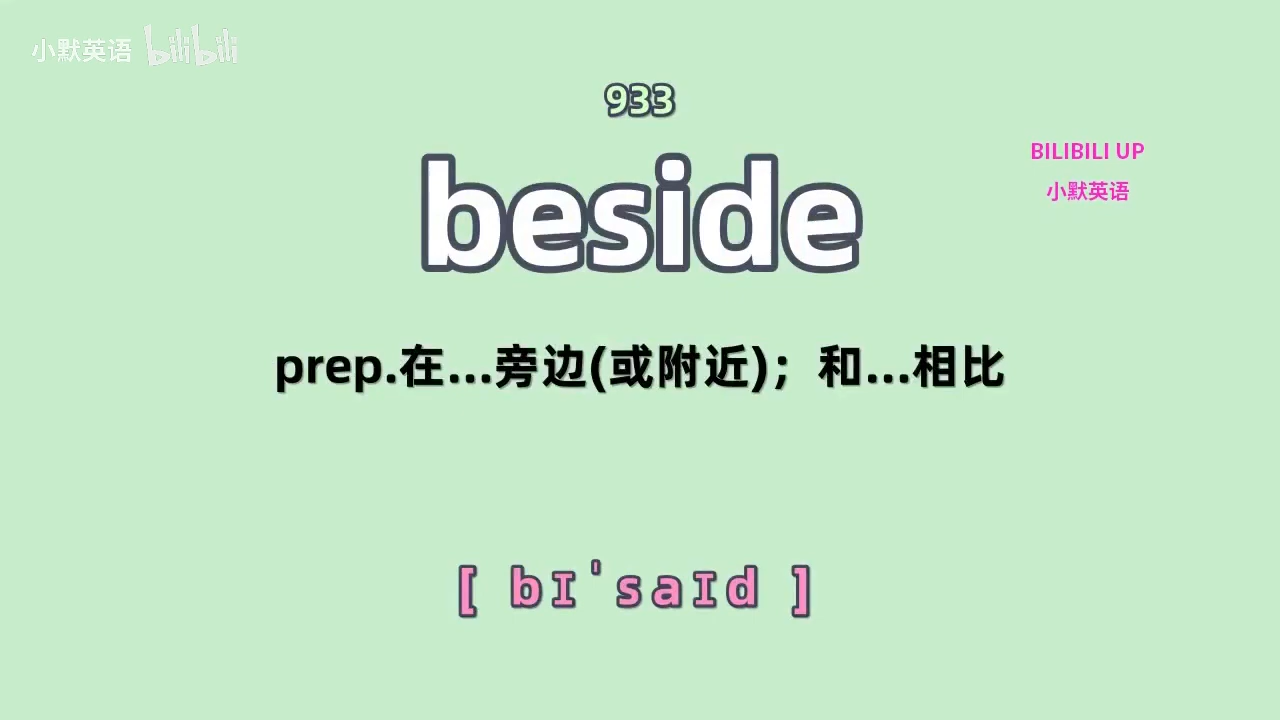 小默英语 bilibili
933
beside
BILIBILI UP
小默英语
prep.在...旁边(或附近)；和...相比
[ bɪˈsaɪd ]